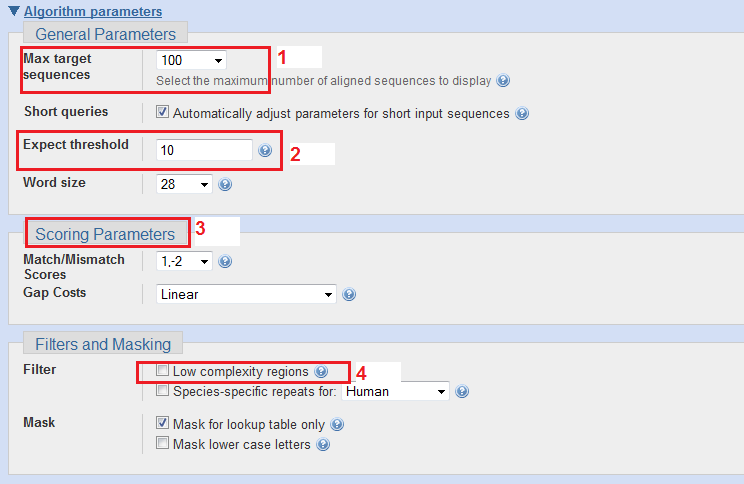 Algorithm parameters
General Parameters
Max target sequences
100
1
Select the maximum number of aligned sequences to display
Short queries
Automatically adjust parameters for short input sequences
Expect threshold
10
2
Word size
28
Scoring Parameters
3
Match/Mismatch Scores
1,-2
Gap Costs
Linear
Filters and Masking
Filter
Low complexity regions
4
Species-specific repeats for:
Human
Mask
Mask for lookup table only
Mask lower case letters